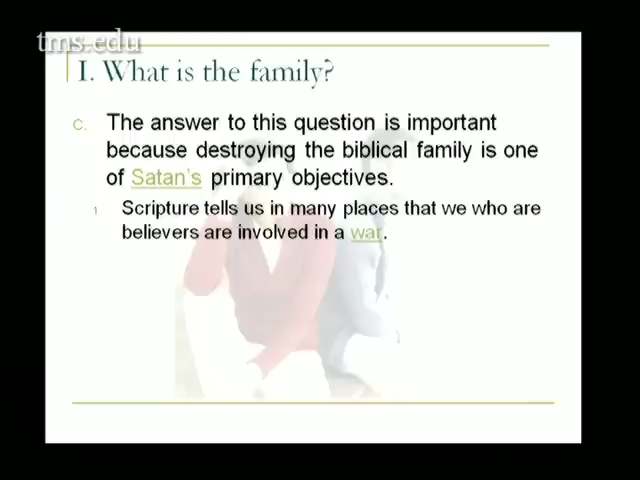 tms.edu
I. What is the family?
C. The answer to this question is important
because destroying the biblical family is one
of Satan's primary objectives.
1 Scripture tells us in many places that we who are
believers are involved in a war.